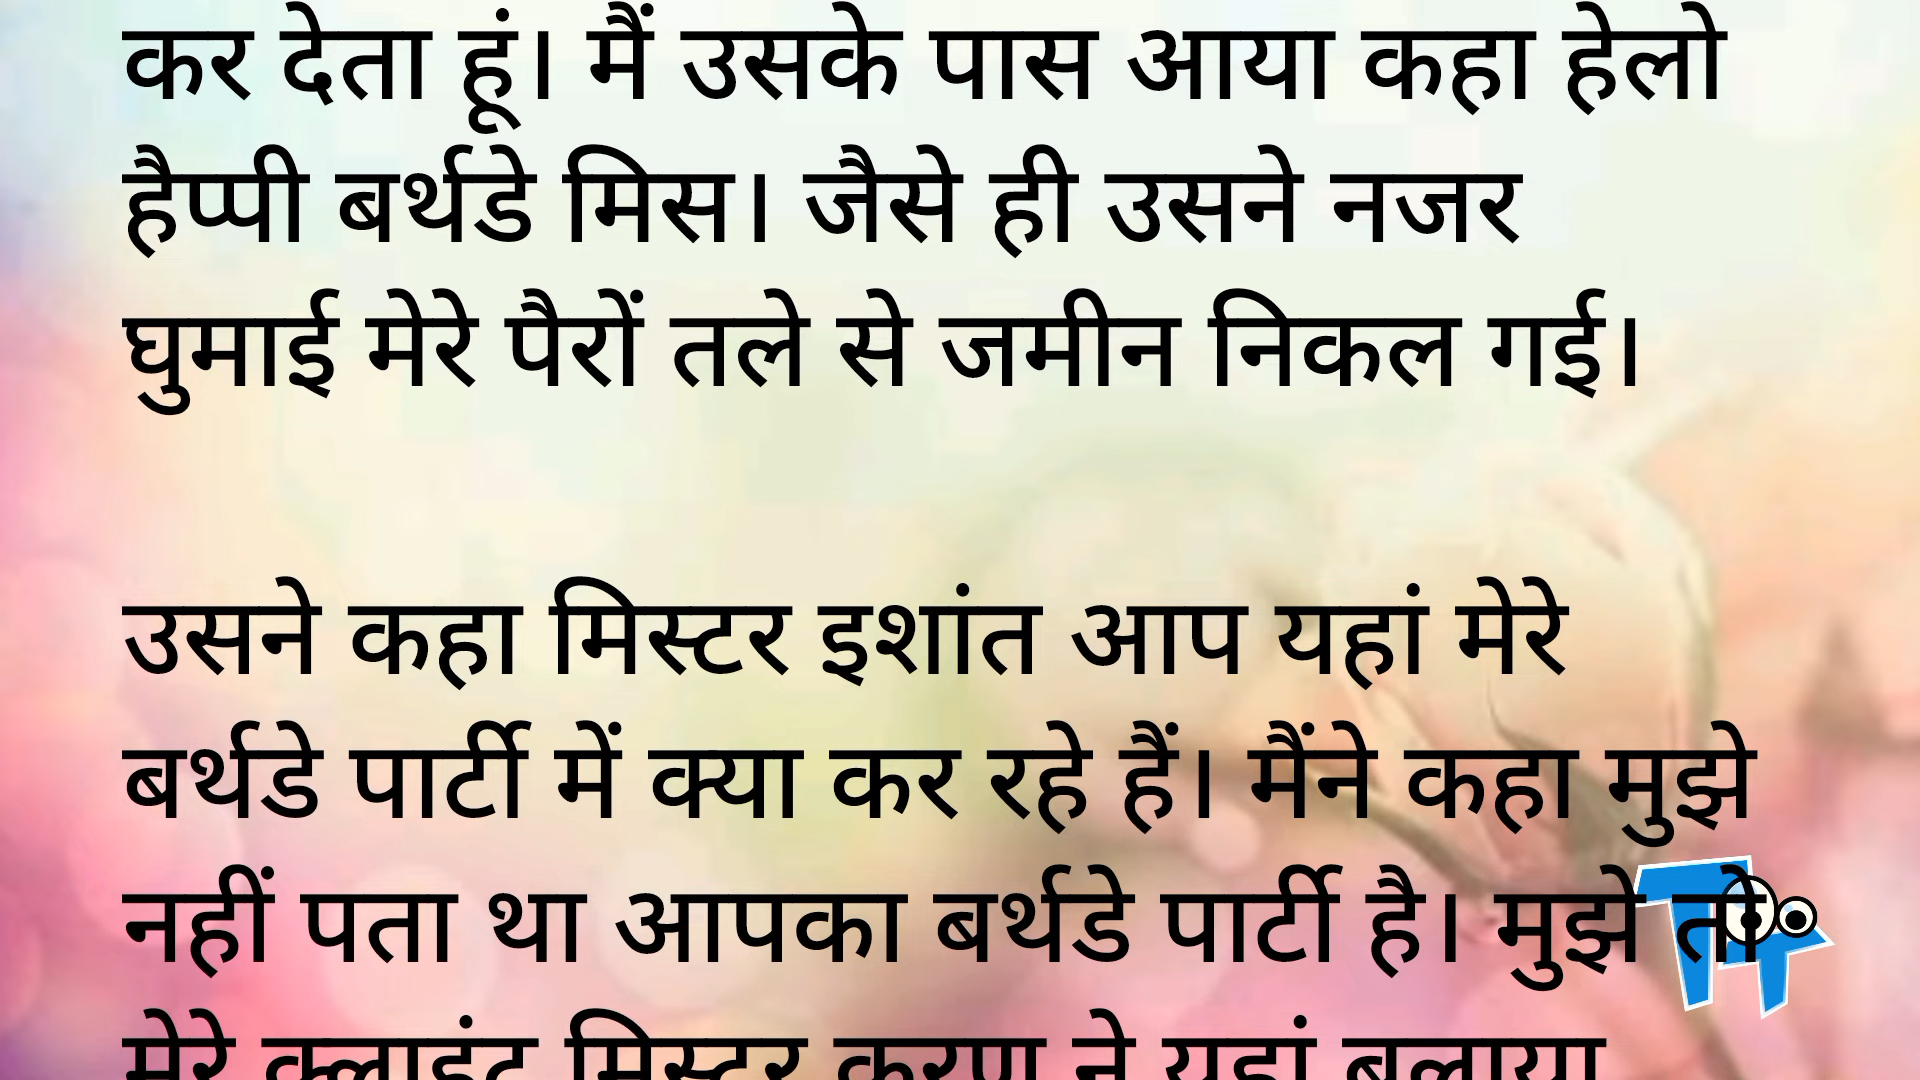 कर देता हूं। मैं उसके पास आया कहा हेलो
हैप्पी बर्थडे मिस। जैसे ही उसने नजर
घुमाई मेरे पैरों तले से जमीन निकल गई।
उसने कहा मिस्टर इशांत आप यहां मेरे
बर्थडे पार्टी में क्या कर रहे हैं। मैंने कहा मुझे
नहीं पता था आपका बर्थडे पार्टी है। मुझे तो
मेरे क्लाइंट मिस्टर करण ने यहां बुलाया